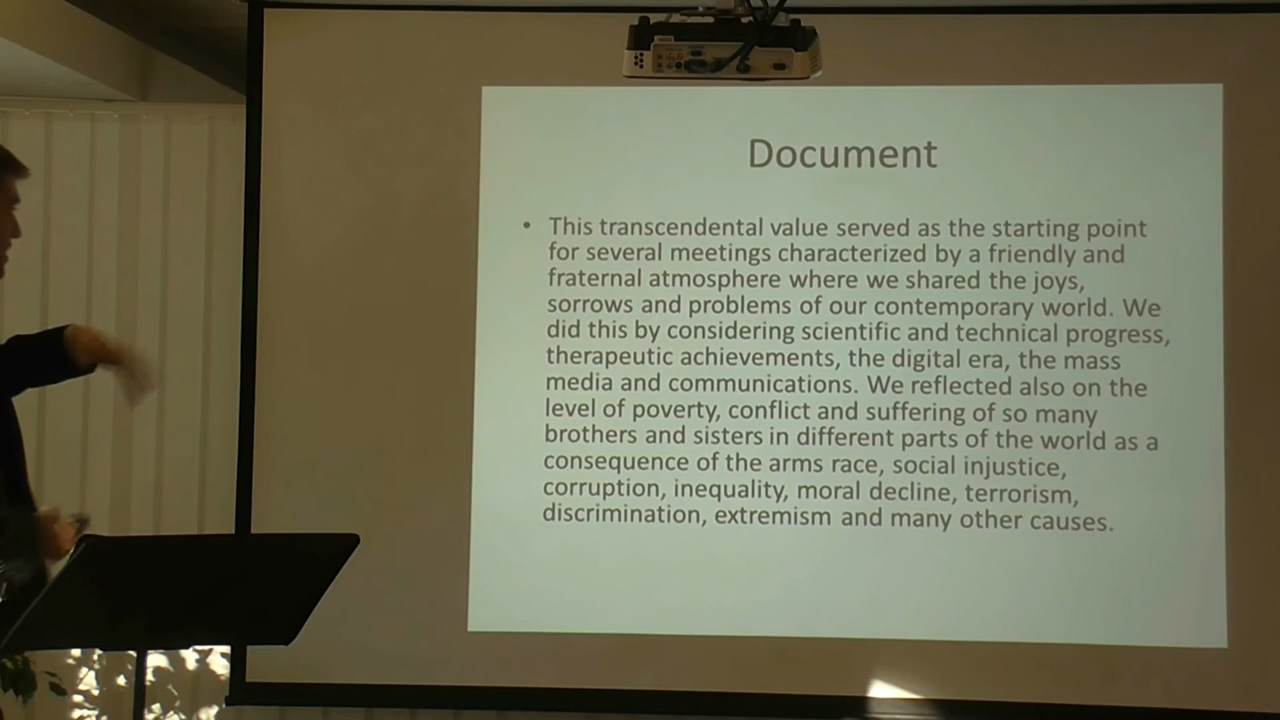 Document
• This transcendental value served as the starting point
for several meetings characterized by a friendly and
fraternal atmosphere where we shared the joys,
sorrows and problems of our contemporary world. We
did this by considering scientific and technical progress,
therapeutic achievements, the digital era, the mass
media and communications. We reflected also on the
level of poverty, conflict and suffering of so many
brothers and sisters in different parts of the world as a
consequence of the arms race, social injustice,
corruption, inequality, moral decline, terrorism,
discrimination, extremism and many other causes.